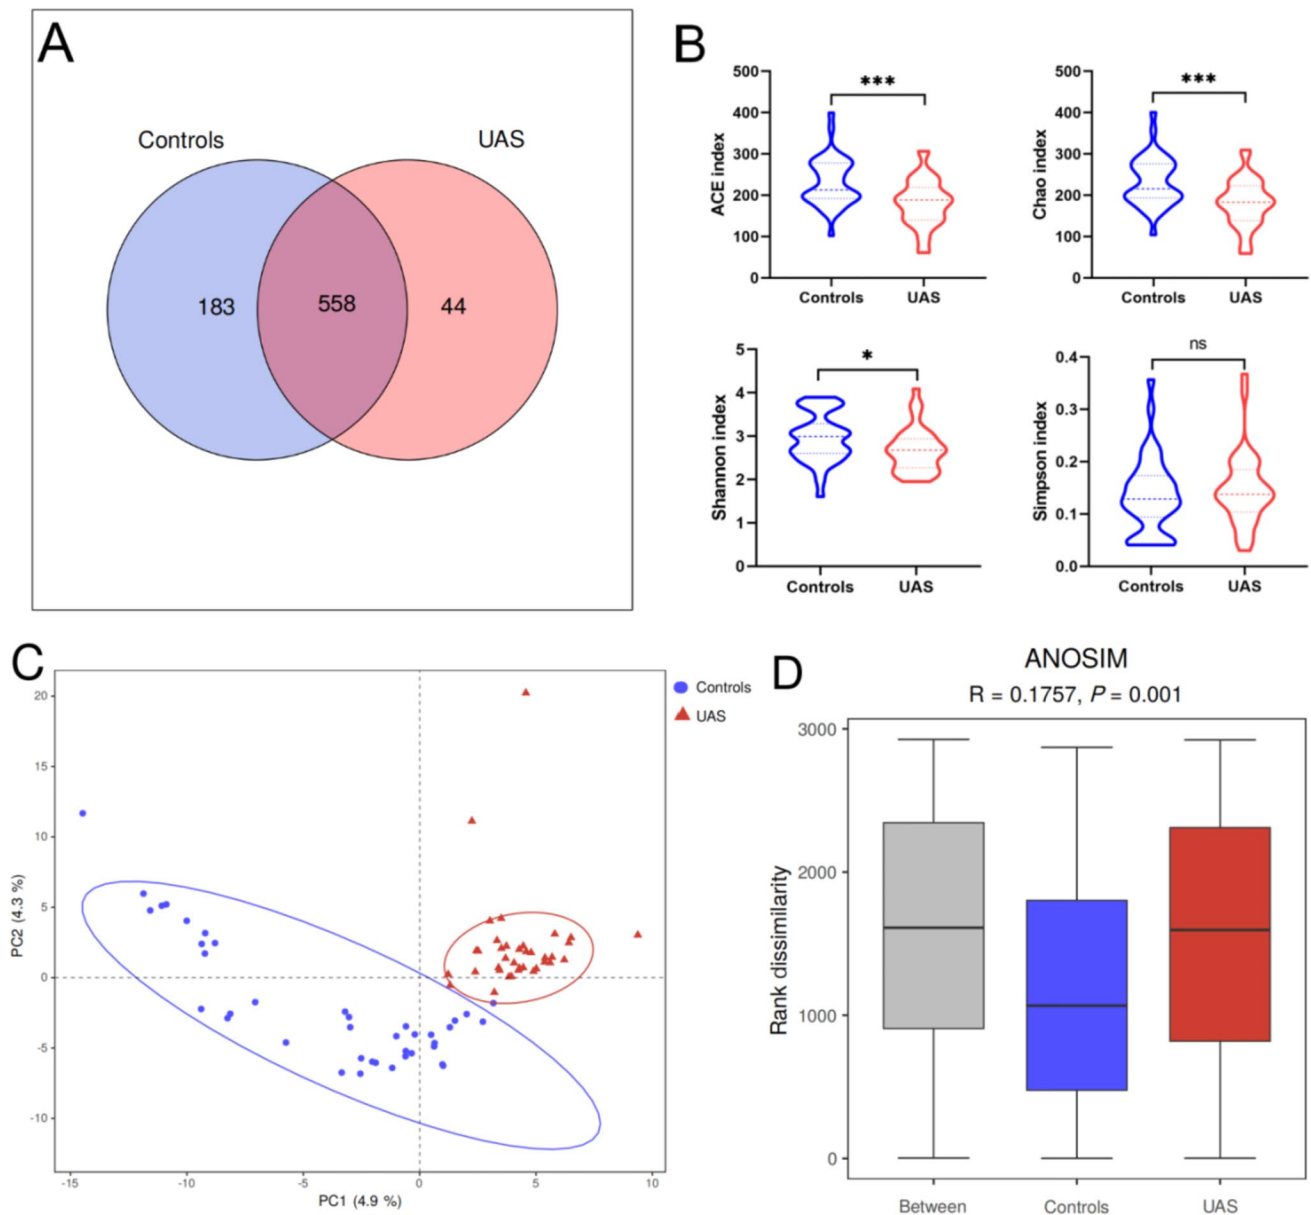 A
Controls
UAS
183
558
44
B
500
400
300
200
100
0
ACE index
***
Controls
UAS
500
400
300
200
100
0
Chao index
***
Controls
UAS
5
4
3
2
1
0
Shannon index
*
Controls
UAS
0.4
0.3
0.2
0.1
0.0
Simpson index
ns
Controls
UAS
C
20
15
10
5
0
-5
-10
PC2 (4.3 %)
-15
-10
-5
0
5
10
PC1 (4.9 %)
Controls
UAS
D
ANOSIM
R = 0.1757, P = 0.001
3000
2000
1000
0
Rank dissimilarity
Between
Controls
UAS